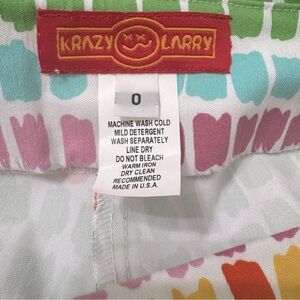 KRAZY LARRY
0
MACHINE WASH COLD
MILD DETERGENT
WASH SEPARATELY
LINE DRY
DO NOT BLEACH
WARM IRON
DRY CLEAN
RECOMMENDED
MADE IN U.S.A.